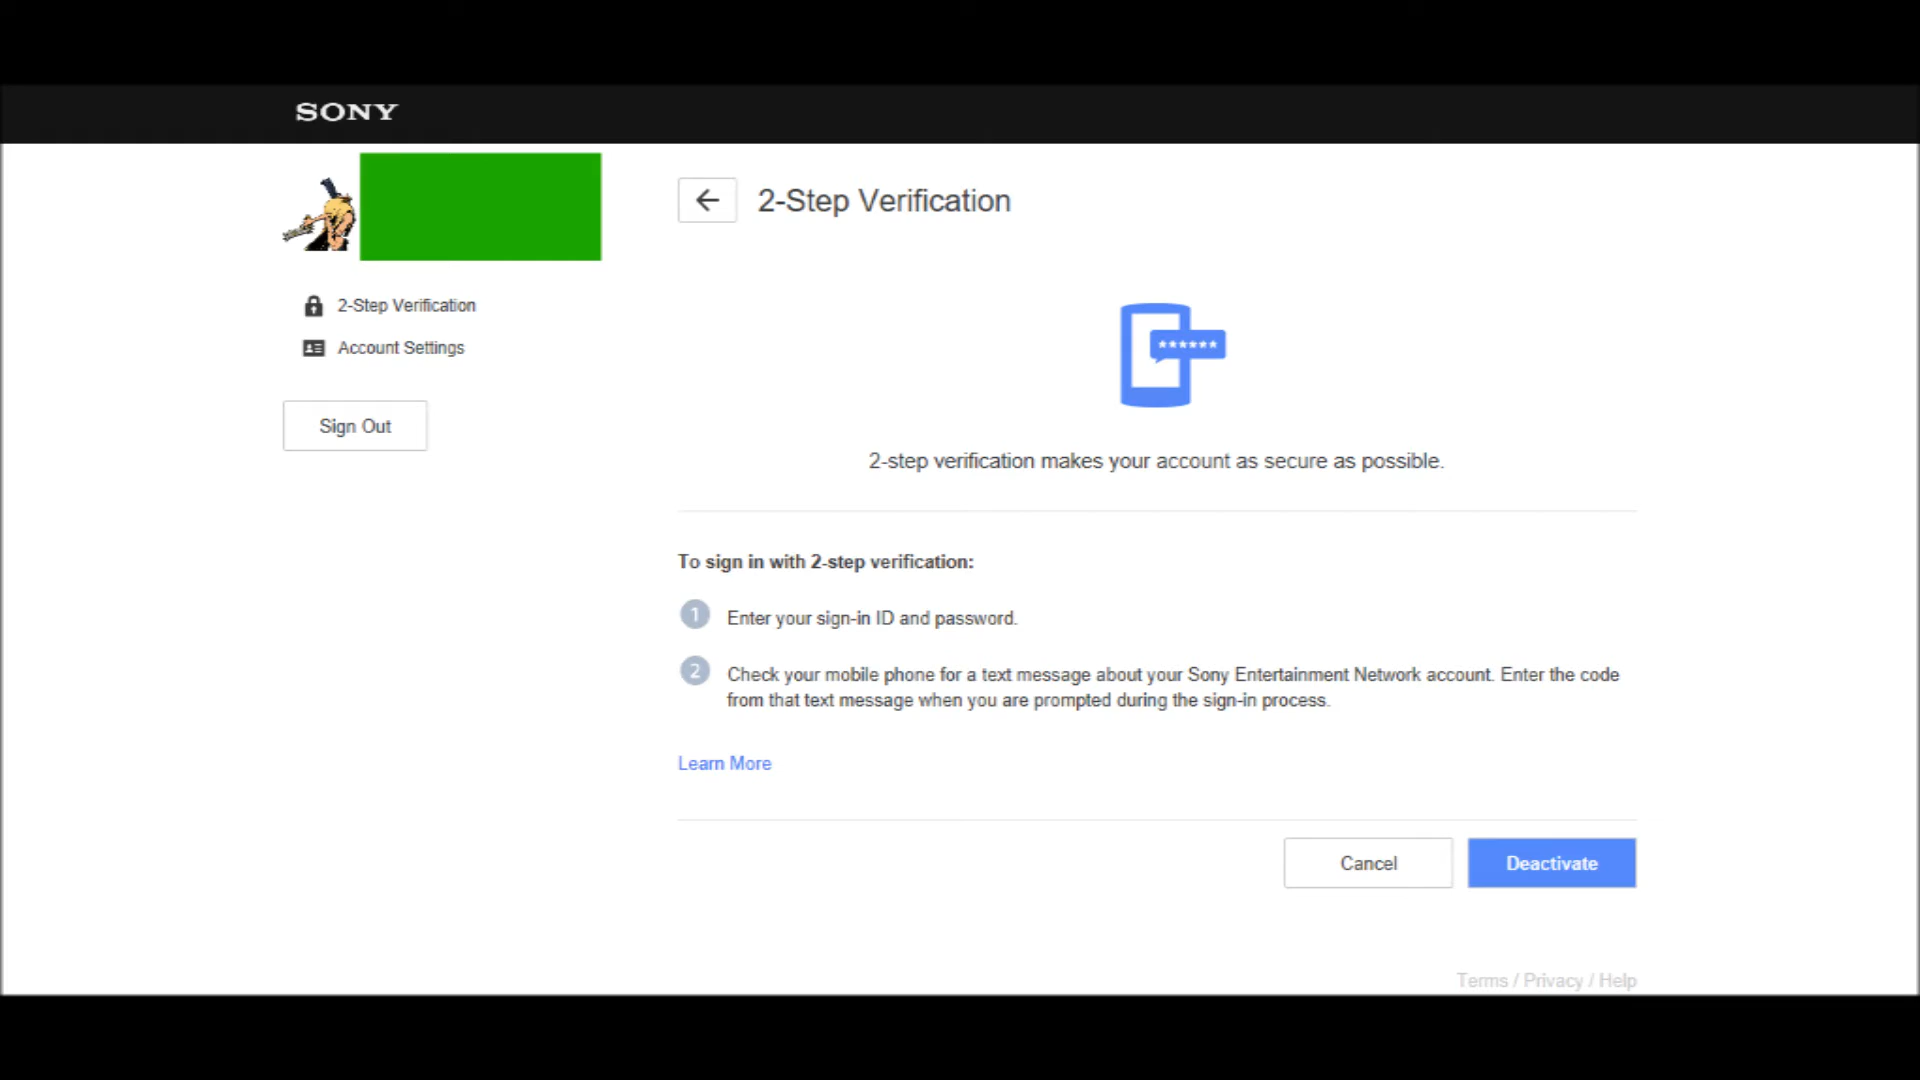 SONY
2-Step Verification
Account Settings
Sign Out
2-Step Verification
******
2-step verification makes your account as secure as possible.
To sign in with 2-step verification:
1 Enter your sign-in ID and password.
2 Check your mobile phone for a text message about your Sony Entertainment Network account. Enter the code
from that text message when you are prompted during the sign-in process.
Learn More
Cancel Deactivate
Terms / Privacy / Help